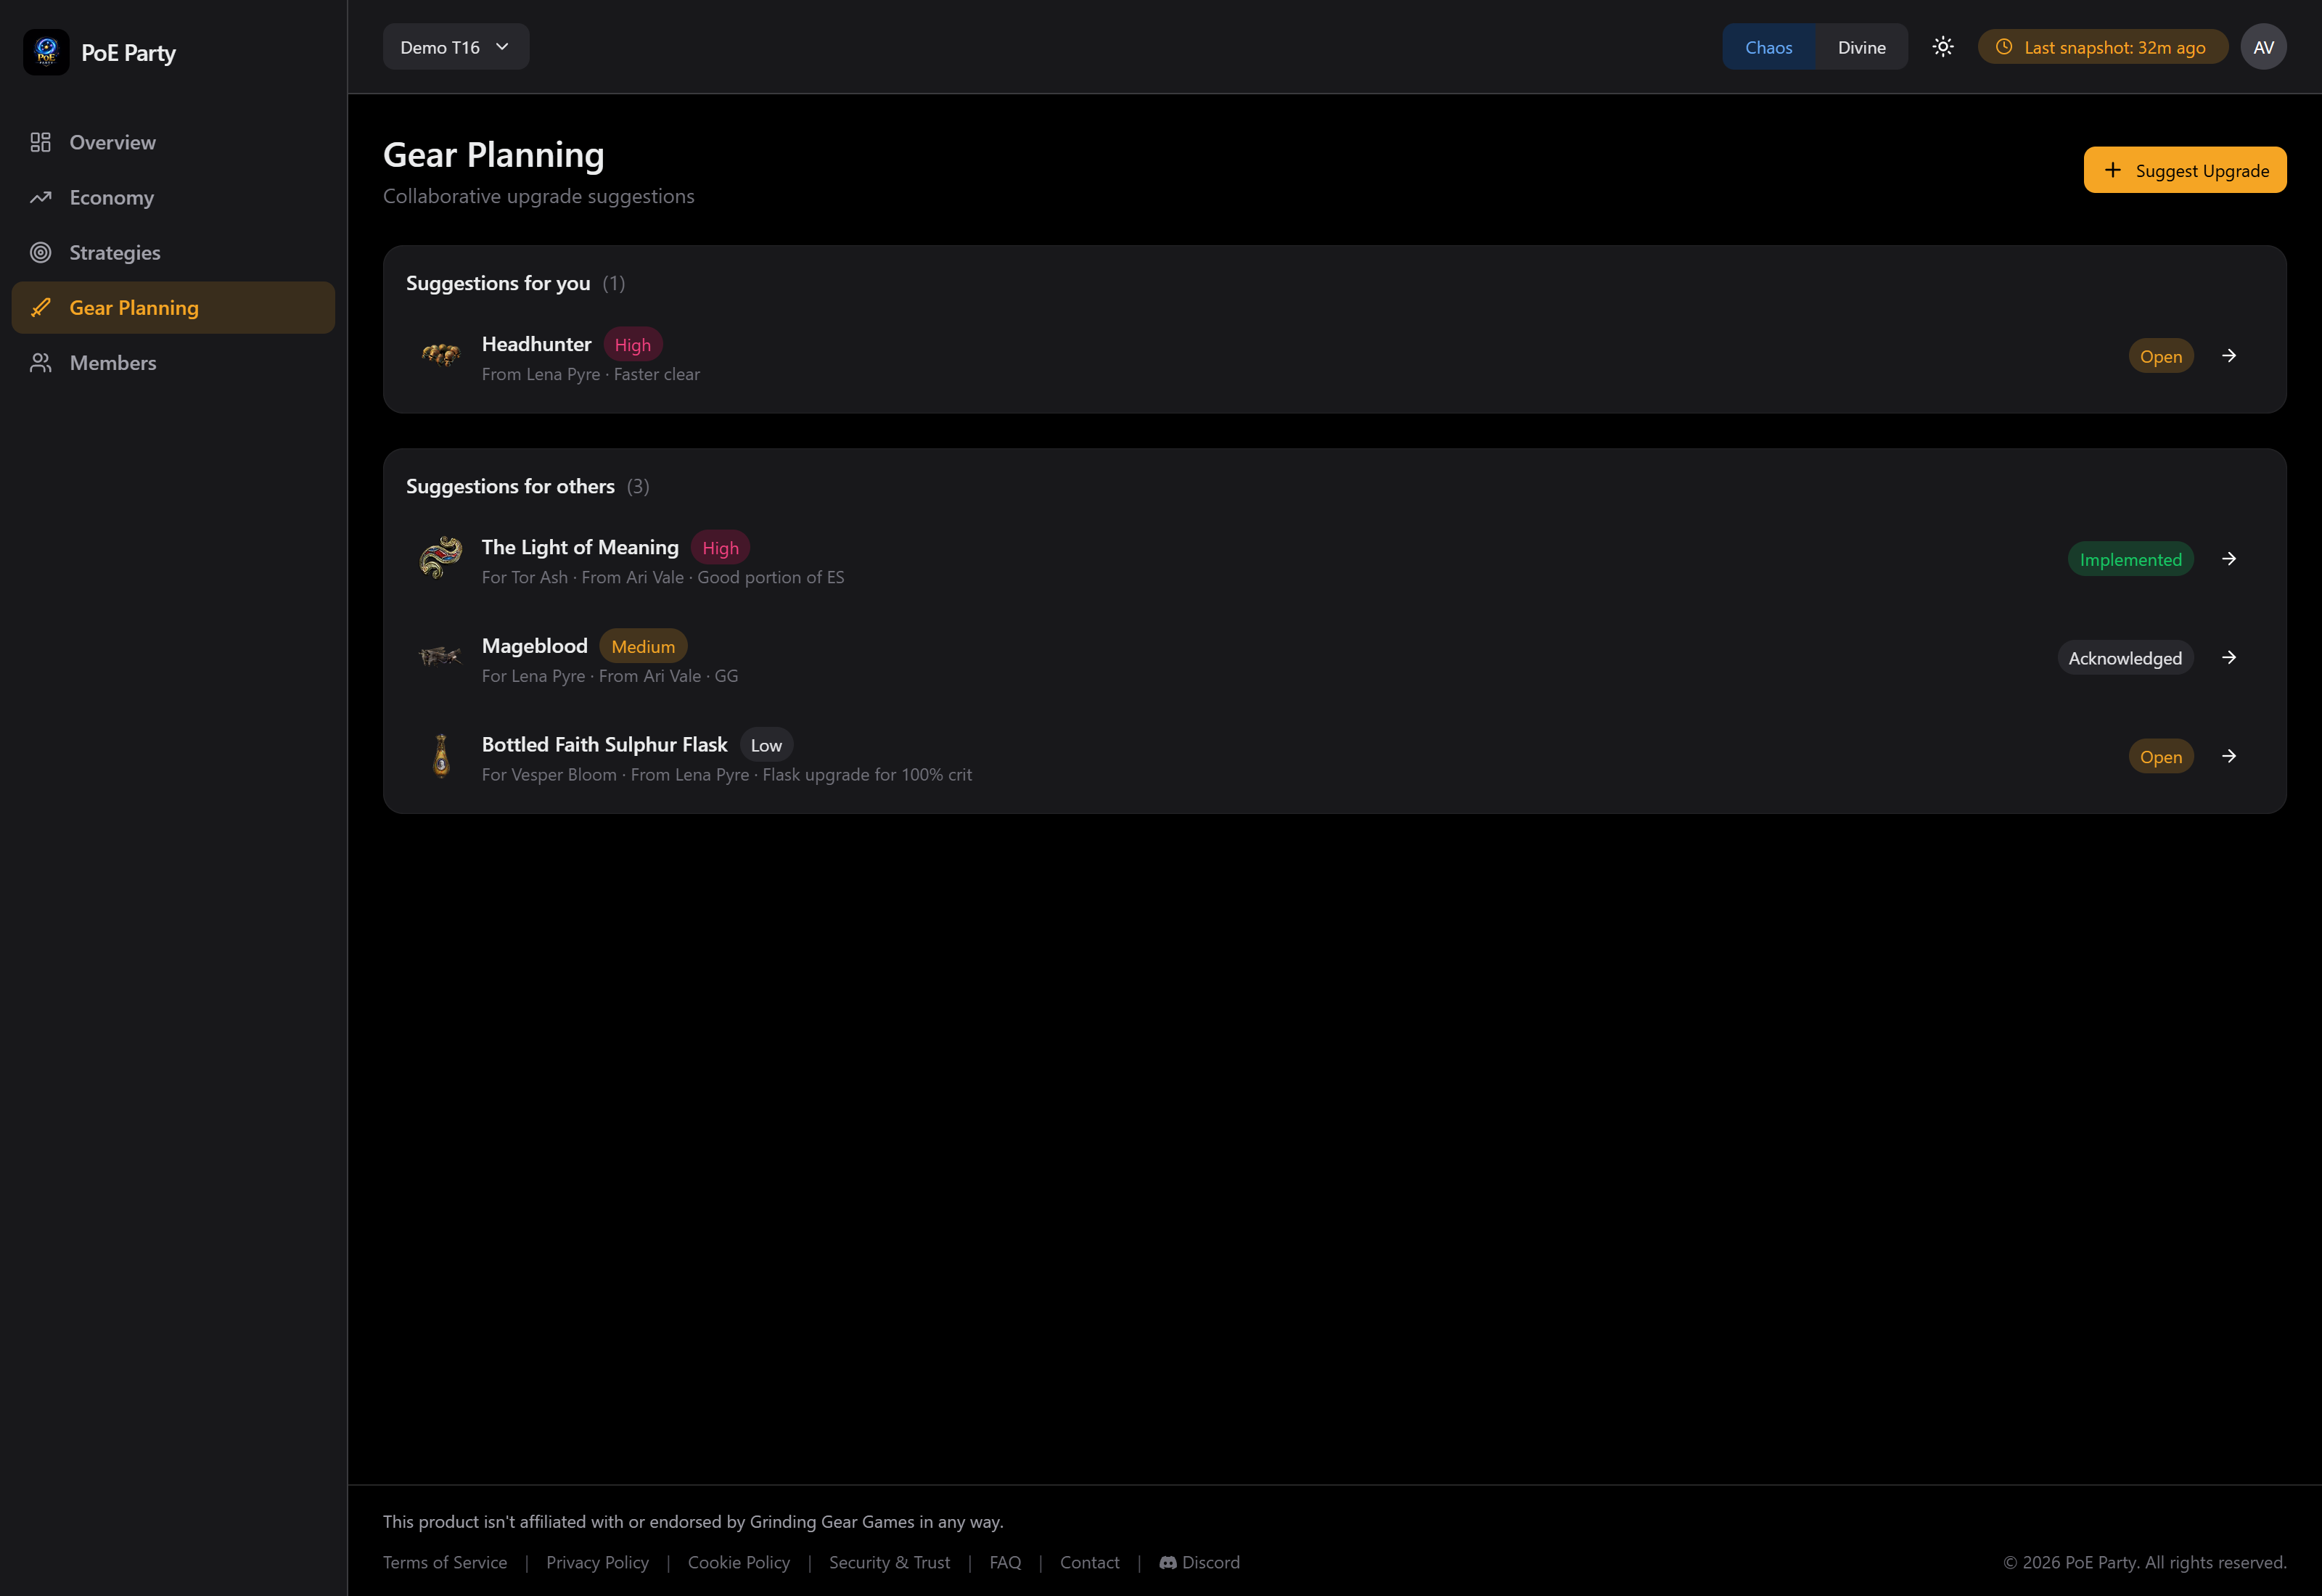 PoE Party
Overview
Economy
Strategies
Gear Planning
Members
Demo T16
Chaos
Divine
Last snapshot: 32m ago
AV
Gear Planning
Collaborative upgrade suggestions
Suggest Upgrade
Suggestions for you (1)
Headhunter High
From Lena Pyre · Faster clear
Open
Suggestions for others (3)
The Light of Meaning High
For Tor Ash · From Ari Vale · Good portion of ES
Implemented
Mageblood Medium
For Lena Pyre · From Ari Vale · GG
Acknowledged
Bottled Faith Sulphur Flask Low
For Vesper Bloom · From Lena Pyre · Flask upgrade for 100% crit
Open
This product isn't affiliated with or endorsed by Grinding Gear Games in any way.
Terms of Service | Privacy Policy | Cookie Policy | Security & Trust | FAQ | Contact | Discord
© 2026 PoE Party. All rights reserved.